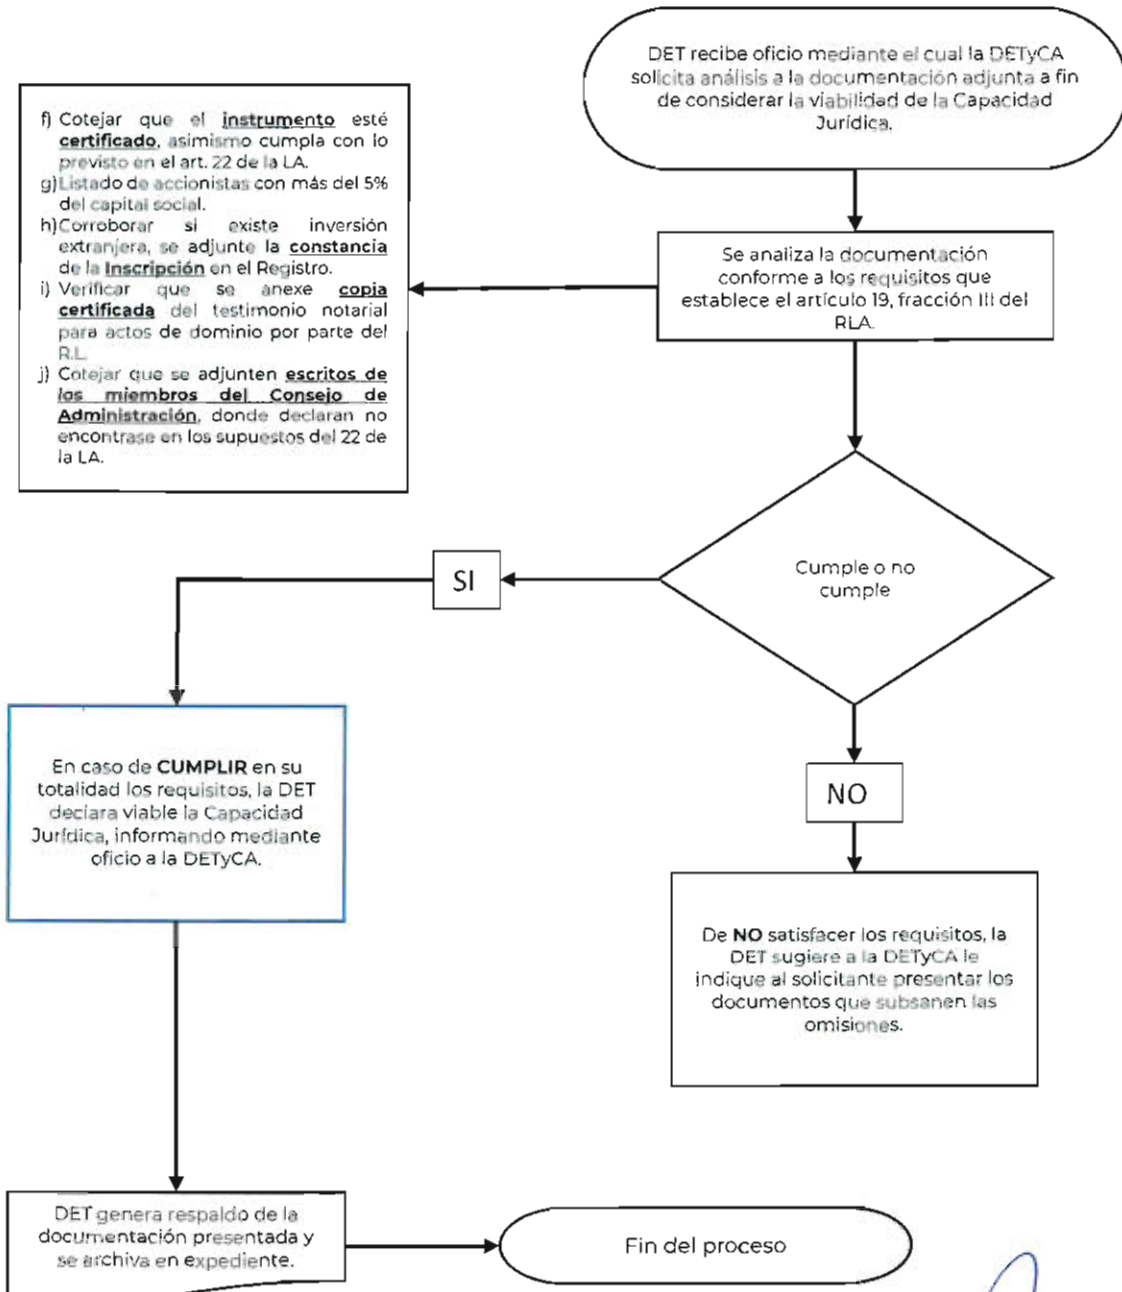 DET recibe oficio mediante el cual la DETyCA
solicita análisis a la documentación adjunta a fin
de considerar la viabilidad de la Capacidad
Jurídica.
f) Cotejar que el instrumento esté
certificado, asimismo cumpla con lo
previsto en el art. 22 de la LA.
g) Listado de accionistas con más del 5%
del capital social.
h) Corroborar si existe inversión
extranjera, se adjunte la constancia
de la Inscripción en el Registro.
i) Verificar que se anexe copia
certificada del testimonio notarial
para actos de dominio por parte del
R.L.
j) Cotejar que se adjunten escritos de
los miembros del Consejo de
Administración, donde declaran no
encontrase en los supuestos del 22 de
la LA.
Se analiza la documentación
conforme a los requisitos que
establece el artículo 19, fracción III del
RLA.
Cumple o no
cumple
SI
NO
En caso de CUMPLIR en su
totalidad los requisitos, la DET
declara viable la Capacidad
Jurídica, informando mediante
oficio a la DETyCA.
De NO satisfacer los requisitos, la
DET sugiere a la DETyCA le
indique al solicitante presentar los
documentos que subsanen las
omisiones.
DET genera respaldo de la
documentación presentada y
se archiva en expediente.
Fin del proceso